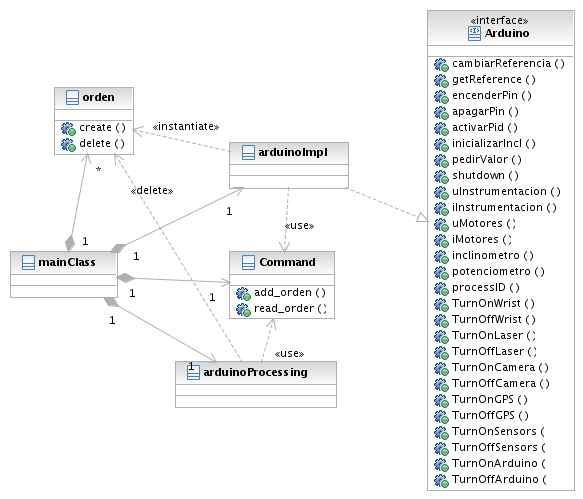 «interface»
Arduino
cambiarReferencia ()
getReference ()
encenderPin ()
apagarPin ()
activarPid ()
inicializarIncl ()
pedirValor ()
shutdown ()
uInstrumentacion ()
iInstrumentacion ()
uMotores ()
iMotores ()
inclinometro ()
potenciometro ()
processID ()
TurnOnWrist ()
TurnOffWrist ()
TurnOnLaser ()
TurnOffLaser ()
TurnOnCamera ()
TurnOffCamera ()
TurnOnGPS ()
TurnOffGPS ()
TurnOnSensors (
TurnOffSensors (
TurnOnArduino (
TurnOffArduino (
orden
create ()
delete ()
«instantiate»
arduinoImpl
*
«delete»
1
«use»
1
1
mainClass
Command
add_orden ()
read_order ()
1
1
1
«use»
1
arduinoProcessing